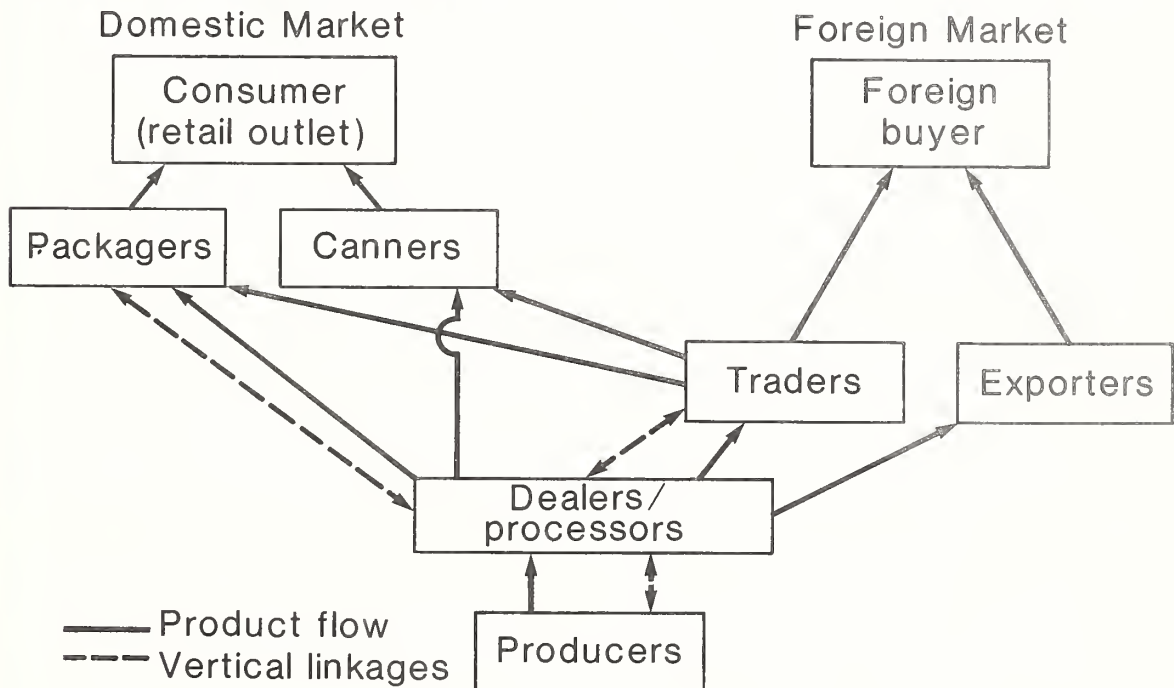 Domestic Market
Foreign Market
Consumer
(retail outlet)
Foreign
buyer
Packagers
Canners
Traders
Exporters
Dealers/
processors
Producers
Product flow
Vertical linkages